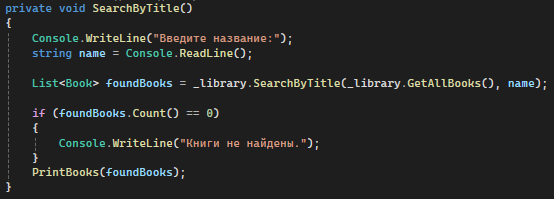 private void SearchByTitle()
{
    Console.WriteLine("Введите название:");
    string name = Console.ReadLine();

    List<Book> foundBooks = _library.SearchByTitle(_library.GetAllBooks(), name);

    if (foundBooks.Count() == 0)
    {
        Console.WriteLine("Книги не найдены.");
    }
    PrintBooks(foundBooks);
}